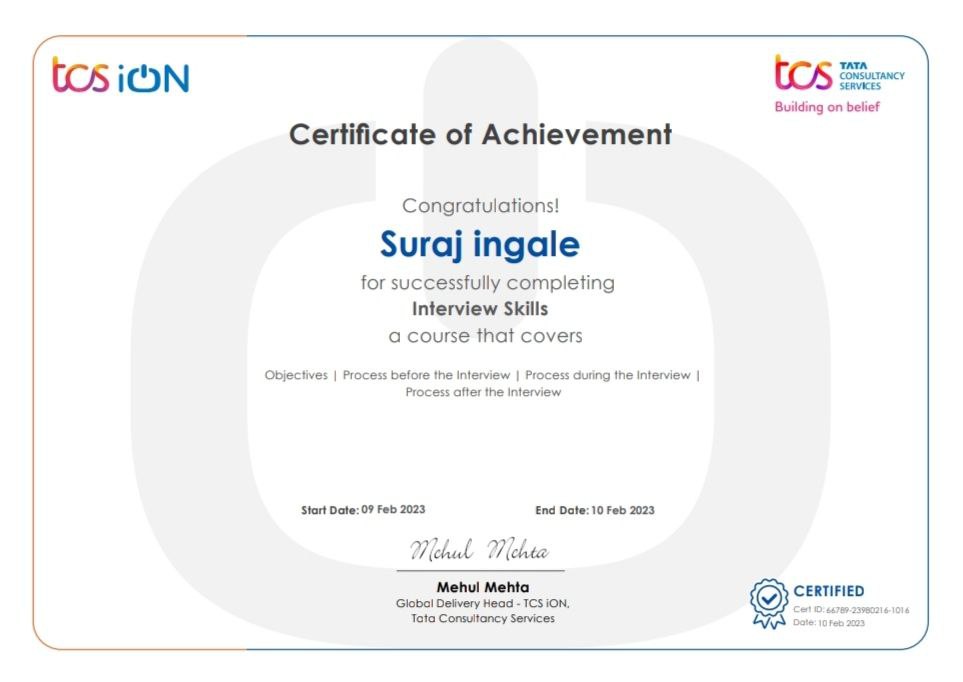 tcs iON
tcs TATA
CONSULTANCY
SERVICES
Building on belief
Certificate of Achievement
Congratulations!
Suraj ingale
for successfully completing
Interview Skills
a course that covers
Objectives | Process before the Interview | Process during the Interview |
Process after the Interview
Start Date: 09 Feb 2023 End Date: 10 Feb 2023
Mehul Mehta
Mehul Mehta
Global Delivery Head - TCS iON,
Tata Consultancy Services
CERTIFIED
Cert ID: 66789-23980216-1016
Date: 10 Feb 2023